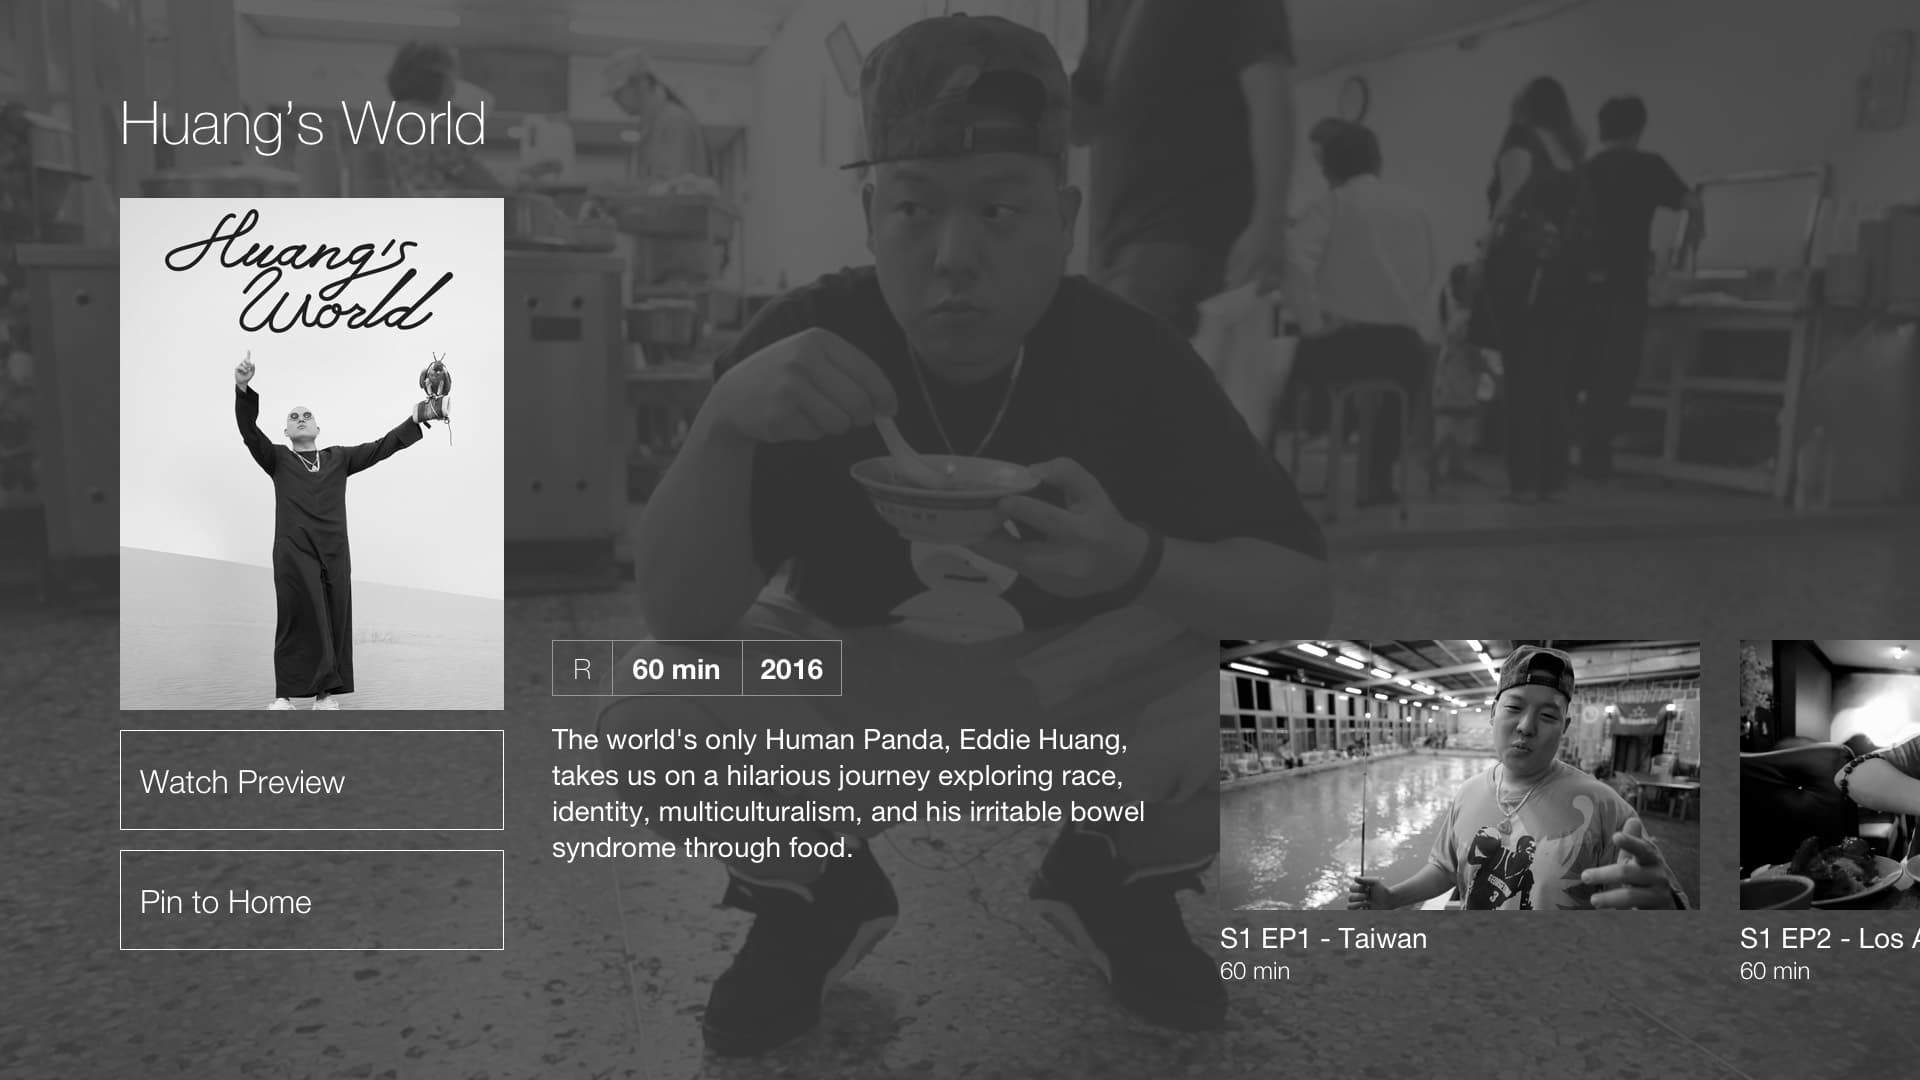 Huang’s World
Huang's
World
Watch Preview
Pin to Home
R
60 min
2016
The world's only Human Panda, Eddie Huang,
takes us on a hilarious journey exploring race,
identity, multiculturalism, and his irritable bowel
syndrome through food.
S1 EP1 - Taiwan
60 min
S1 EP2 - Los
60 min